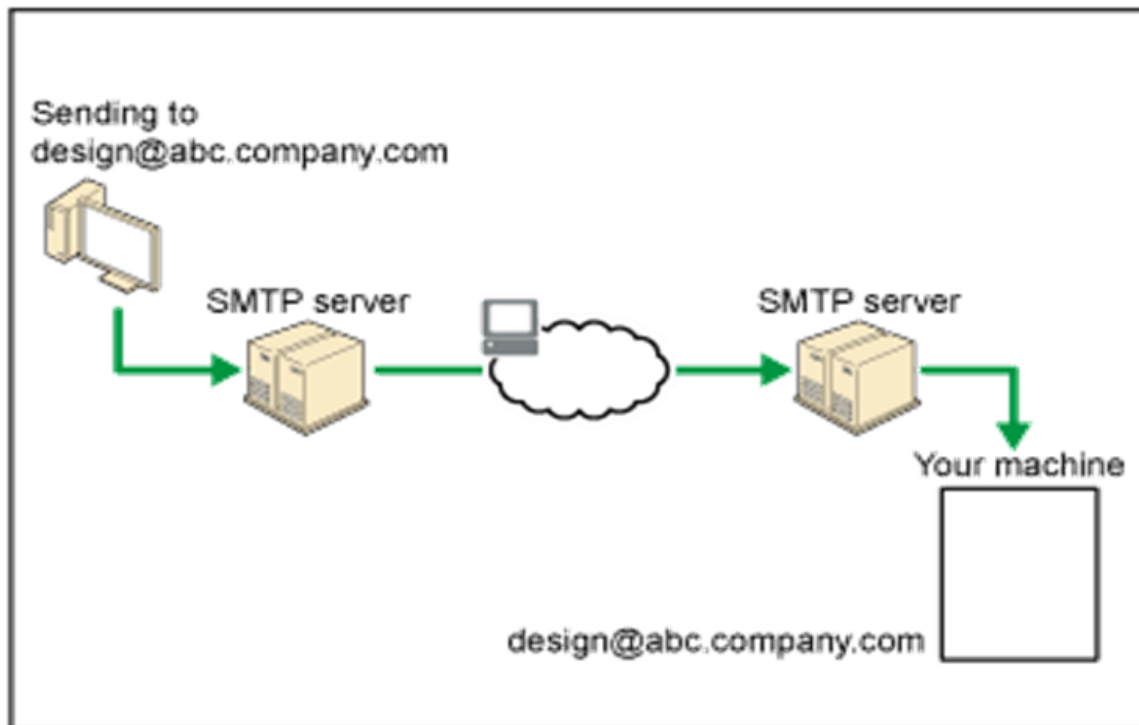 Sending to
design@abc.company.com
SMTP server
SMTP server
Your machine
design@abc.company.com